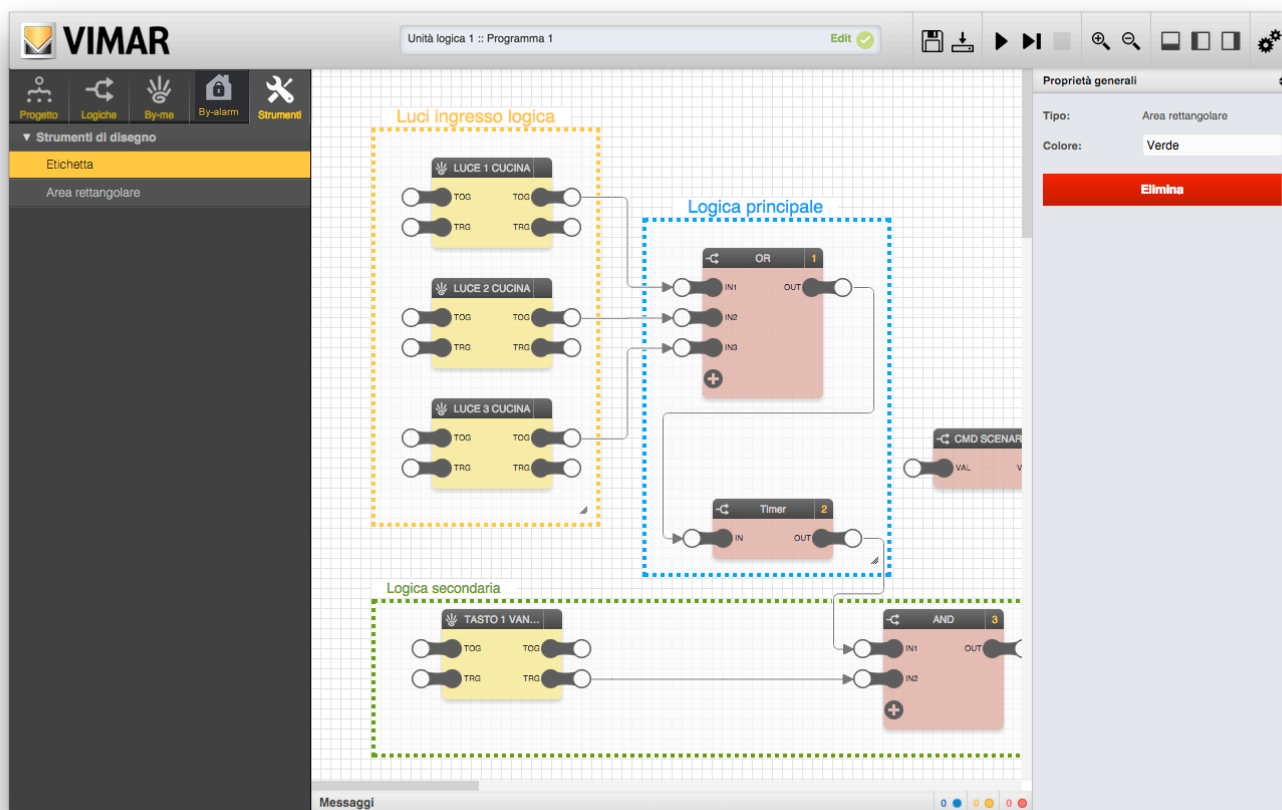 VIMAR
Unità logica 1 :: Programma 1
Edit
Progetto
Logiche
By-me
By-alarm
Strumenti
Strumenti di disegno
Etichetta
Area rettangolare
Luci ingresso logica
LUCE 1 CUCINA
TOG TOG
TRG TRG
LUCE 2 CUCINA
TOG TOG
TRG TRG
LUCE 3 CUCINA
TOG TOG
TRG TRG
Logica principale
OR 1
IN1 OUT
IN2
IN3
Timer 2
IN OUT
CMD SCENAR
VAL V
Logica secondaria
TASTO 1 VAN...
TOG TOG
TRG TRG
AND 3
IN1 OUT
IN2
Messaggi
0 0 0
Proprietà generali
Tipo: Area rettangolare
Colore: Verde
Elimina